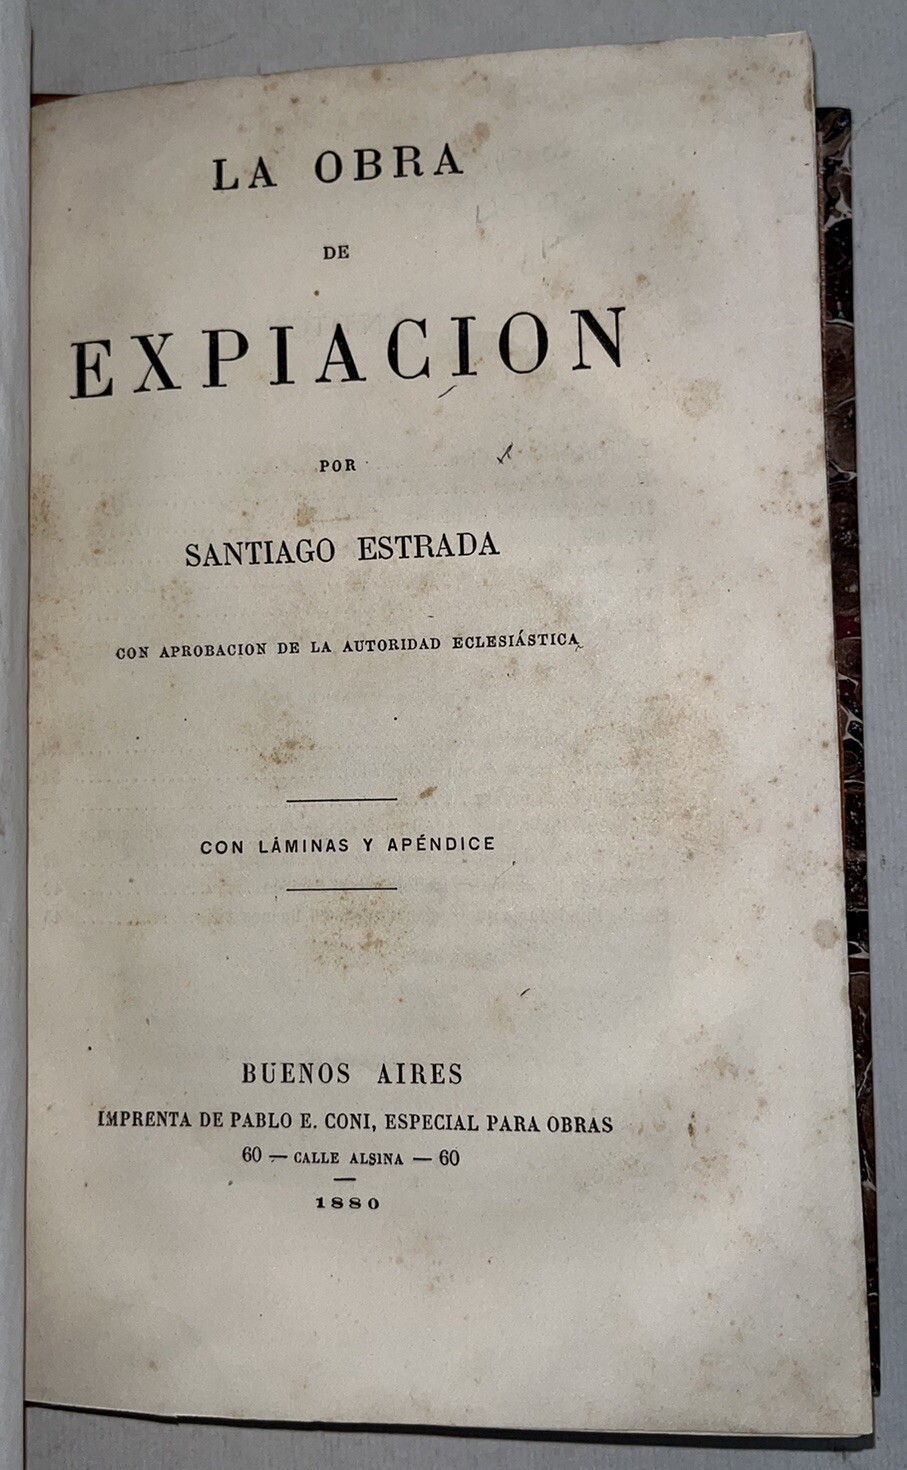 LA OBRA
DE
EXPIACION
POR
SANTIAGO ESTRADA
CON APROBACION DE LA AUTORIDAD ECLESIÁSTICA
CON LÁMINAS Y APÉNDICE
BUENOS AIRES
IMPRENTA DE PABLO E. CONI, ESPECIAL PARA OBRAS
60 — CALLE ALSINA — 60
1880